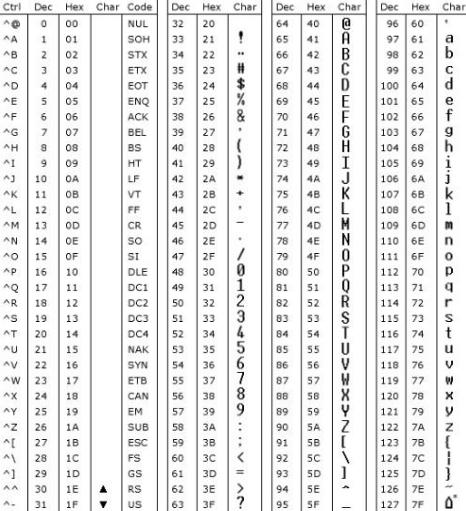 Ctrl Dec Hex Char Code Dec Hex Char Dec Hex Char Dec Hex Char
^@ 0 00 NUL 32 20 64 40 @ 96 60 `
^A 1 01 SOH 33 21 ! 65 41 A 97 61 a
^B 2 02 STX 34 22 " 66 42 B 98 62 b
^C 3 03 ETX 35 23 # 67 43 C 99 63 c
^D 4 04 EOT 36 24 $ 68 44 D 100 64 d
^E 5 05 ENQ 37 25 % 69 45 E 101 65 e
^F 6 06 ACK 38 26 & 70 46 F 102 66 f
^G 7 07 BEL 39 27 ' 71 47 G 103 67 g
^H 8 08 BS 40 28 ( 72 48 H 104 68 h
^I 9 09 HT 41 29 ) 73 49 I 105 69 i
^J 10 0A LF 42 2A * 74 4A J 106 6A j
^K 11 0B VT 43 2B + 75 4B K 107 6B k
^L 12 0C FF 44 2C , 76 4C L 108 6C l
^M 13 0D CR 45 2D - 77 4D M 109 6D m
^N 14 0E SO 46 2E . 78 4E N 110 6E n
^O 15 0F SI 47 2F / 79 4F O 111 6F o
^P 16 10 DLE 48 30 0 80 50 P 112 70 p
^Q 17 11 DC1 49 31 1 81 51 Q 113 71 q
^R 18 12 DC2 50 32 2 82 52 R 114 72 r
^S 19 13 DC3 51 33 3 83 53 S 115 73 s
^T 20 14 DC4 52 34 4 84 54 T 116 74 t
^U 21 15 NAK 53 35 5 85 55 U 117 75 u
^V 22 16 SYN 54 36 6 86 56 V 118 76 v
^W 23 17 ETB 55 37 7 87 57 W 119 77 w
^X 24 18 CAN 56 38 8 88 58 X 120 78 x
^Y 25 19 EM 57 39 9 89 59 Y 121 79 y
^Z 26 1A SUB 58 3A : 90 5A Z 122 7A z
^[ 27 1B ESC 59 3B ; 91 5B [ 123 7B {
^\ 28 1C FS 60 3C < 92 5C \ 124 7C ¦
^] 29 1D GS 61 3D = 93 5D ] 125 7D }
^^ 30 1E ▲ RS 62 3E > 94 5E ^ 126 7E ~
^- 31 1F ▼ US 63 3F ? 95 5F _ 127 7F ⌂*